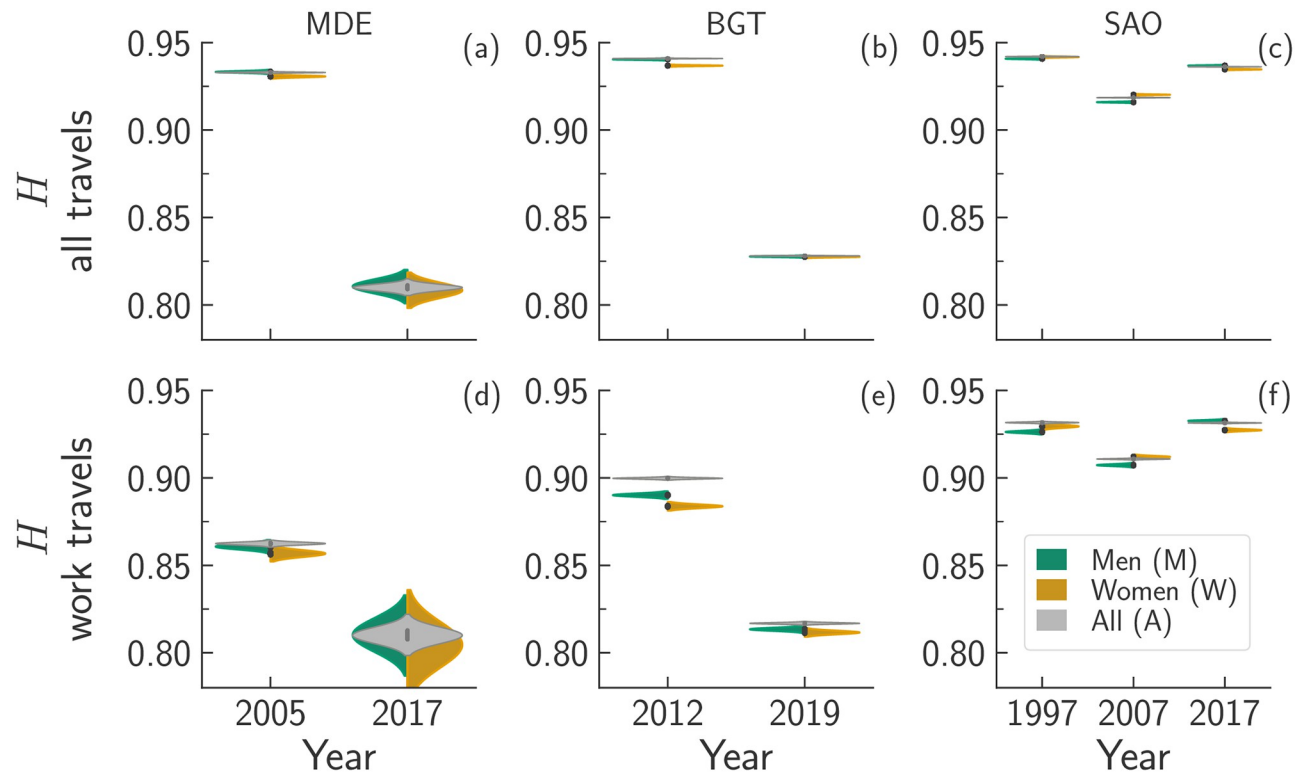 MDE BGT SAO
(a) (b) (c)
0.95 0.95 0.95
0.90 0.90 0.90
0.85 0.85 0.85
0.80 0.80 0.80
H
all travels
(d) (e) (f)
0.95 0.95 0.95
0.90 0.90 0.90
0.85 0.85 0.85
0.80 0.80 0.80
H
work travels
Men (M)
Women (W)
All (A)
2005 2017 2012 2019 1997 2007 2017
Year Year Year